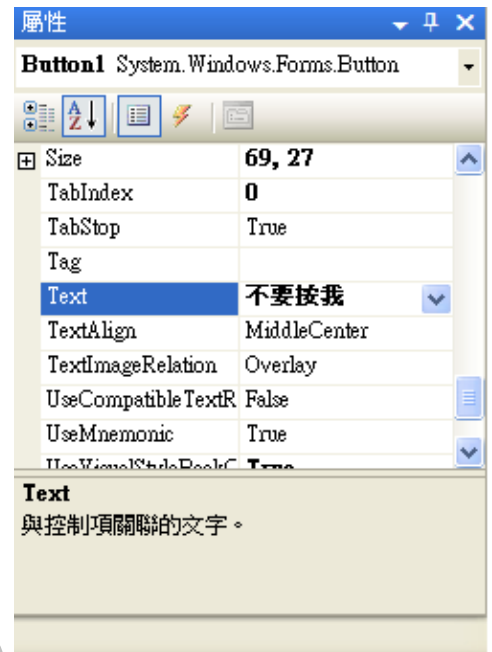 屬性
Button1 System.Windows.Forms.Button
Size 69, 27
TabIndex 0
TabStop True
Tag
Text 不要按我
TextAlign MiddleCenter
TextImageRelation Overlay
UseCompatibleTextR False
UseMnemonic True
UseVisualStyleBackC True
Text
與控制項關聯的文字。